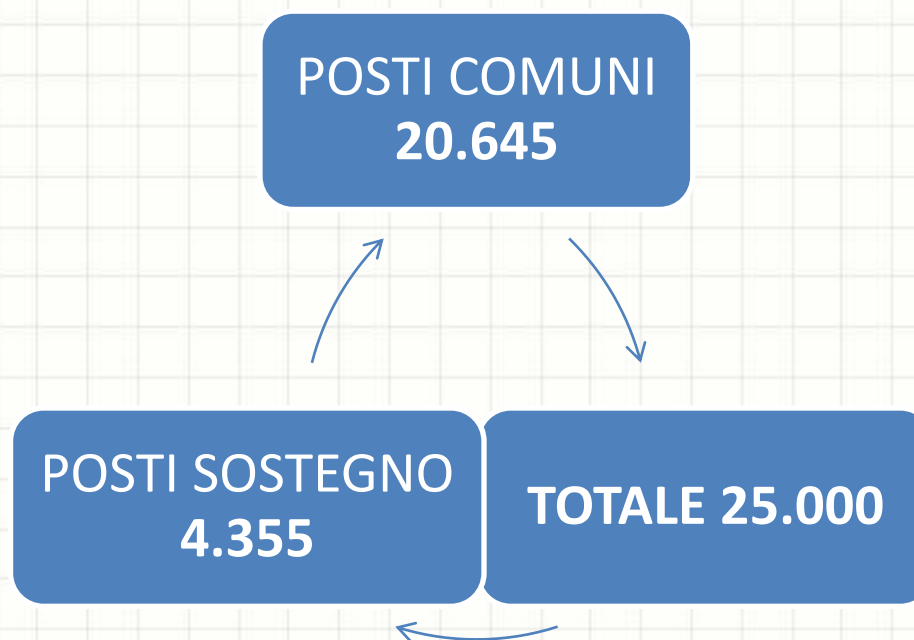 POSTI COMUNI
20.645
POSTI SOSTEGNO
4.355
TOTALE 25.000